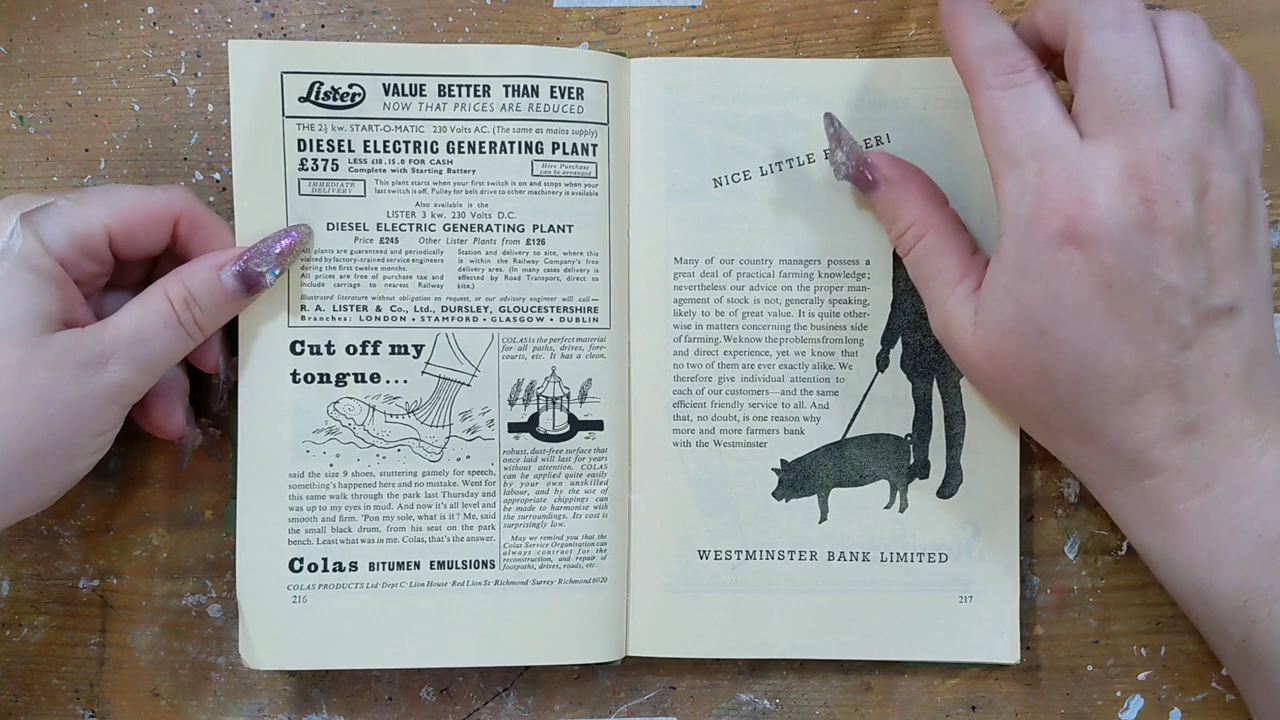 Lister
VALUE BETTER THAN EVER
NOW THAT PRICES ARE REDUCED
THE 2½ kw. START-O-MATIC 230 Volts AC. (The same as mains supply)
DIESEL ELECTRIC GENERATING PLANT
£375 LESS £18.15.0 FOR CASH
Complete with Starting Battery
Hire Purchase
can be arranged
IMMEDIATE
DELIVERY
This plant starts when your first switch is on and stops when your
last switch is off. Pulley for belt drive to other machinery is available
Also available is the
LISTER 3 kw. 230 Volts D.C.
DIESEL ELECTRIC GENERATING PLANT
Price £245 Other Lister Plants from £126
All plants are guaranteed and periodically
visited by factory-trained service engineers
during the first twelve months.
All prices are free of purchase tax and
include carriage to nearest Railway
Station and delivery to site, where this
is within the Railway Company's free
delivery area. (In many cases delivery is
effected by Road Transport, direct to
site.)
Illustrated literature without obligation on request, or our advisory engineer will call—
R. A. LISTER & Co., Ltd., DURSLEY, GLOUCESTERSHIRE
Branches: LONDON • STAMFORD • GLASGOW • DUBLIN
Cut off my
tongue...
said the size 9 shoes, stuttering gamely for speech,
something's happened here and no mistake. Went for
this same walk through the park last Thursday and
was up to my eyes in mud. And now it's all level and
smooth and firm. 'Pon my sole, what is it? Me, said
the small black drum, from his seat on the park
bench. Least what was in me. Colas, that's the answer.
Colas BITUMEN EMULSIONS
COLAS is the perfect material
for all paths, drives, fore-
courts, etc. It has a clean,
robust, dust-free surface that
once laid will last for years
without attention. COLAS
can be applied quite easily
by your own unskilled
labour, and by the use of
appropriate chippings can
be made to harmonise with
the surroundings. Its cost is
surprisingly low.
May we remind you that the
Colas Service Organisation can
always contract for the
reconstruction, and repair of
footpaths, drives, roads, etc.
COLAS PRODUCTS Ltd · Dept C · Lion House · Red Lion St · Richmond · Surrey · Richmond 6020
216
NICE LITTLE
Many of our country managers possess a
great deal of practical farming knowledge;
nevertheless our advice on the proper man-
agement of stock is not, generally speaking,
likely to be of great value. It is quite other-
wise in matters concerning the business side
of farming. We know the problems from long
and direct experience, yet we know that
no two of them are ever exactly alike. We
therefore give individual attention to
each of our customers—and the same
efficient friendly service to all. And
that, no doubt, is one reason why
more and more farmers bank
with the Westminster
WESTMINSTER BANK LIMITED
217